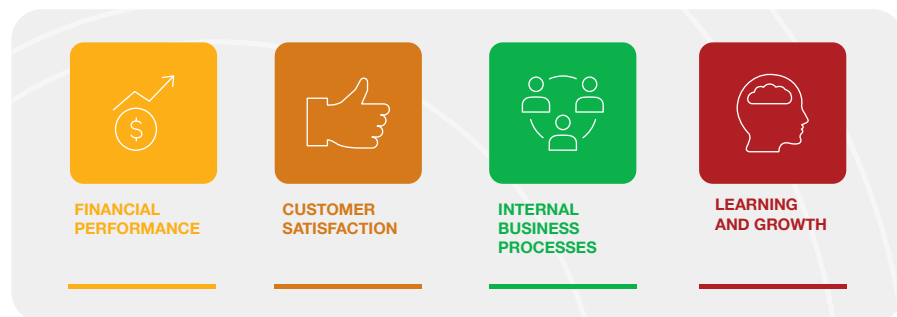 $
FINANCIAL
PERFORMANCE
CUSTOMER
SATISFACTION
INTERNAL
BUSINESS
PROCESSES
LEARNING
AND GROWTH